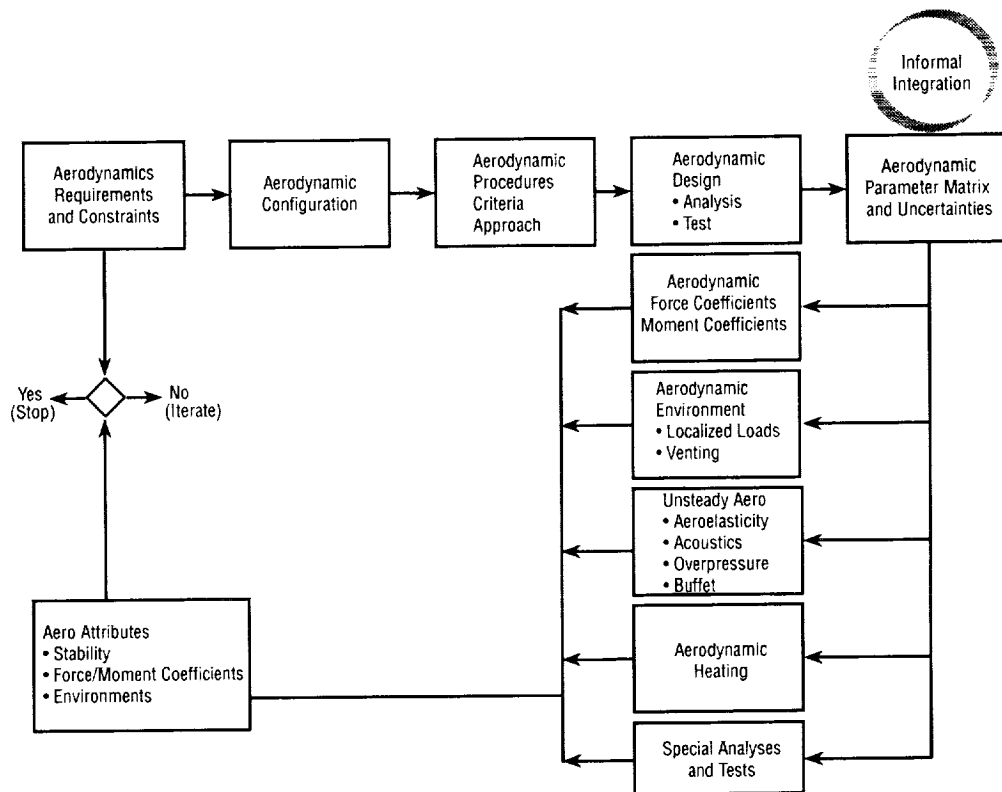 Informal
Integration
Aerodynamics
Requirements
and Constraints
Aerodynamic
Configuration
Aerodynamic
Procedures
Criteria
Approach
Aerodynamic
Design
• Analysis
• Test
Aerodynamic
Parameter Matrix
and Uncertainties
Aerodynamic
Force Coefficients
Moment Coefficients
Yes
(Stop)
No
(Iterate)
Aerodynamic
Environment
• Localized Loads
• Venting
Unsteady Aero
• Aeroelasticity
• Acoustics
• Overpressure
• Buffet
Aero Attributes
• Stability
• Force/Moment Coefficients
• Environments
Aerodynamic
Heating
Special Analyses
and Tests